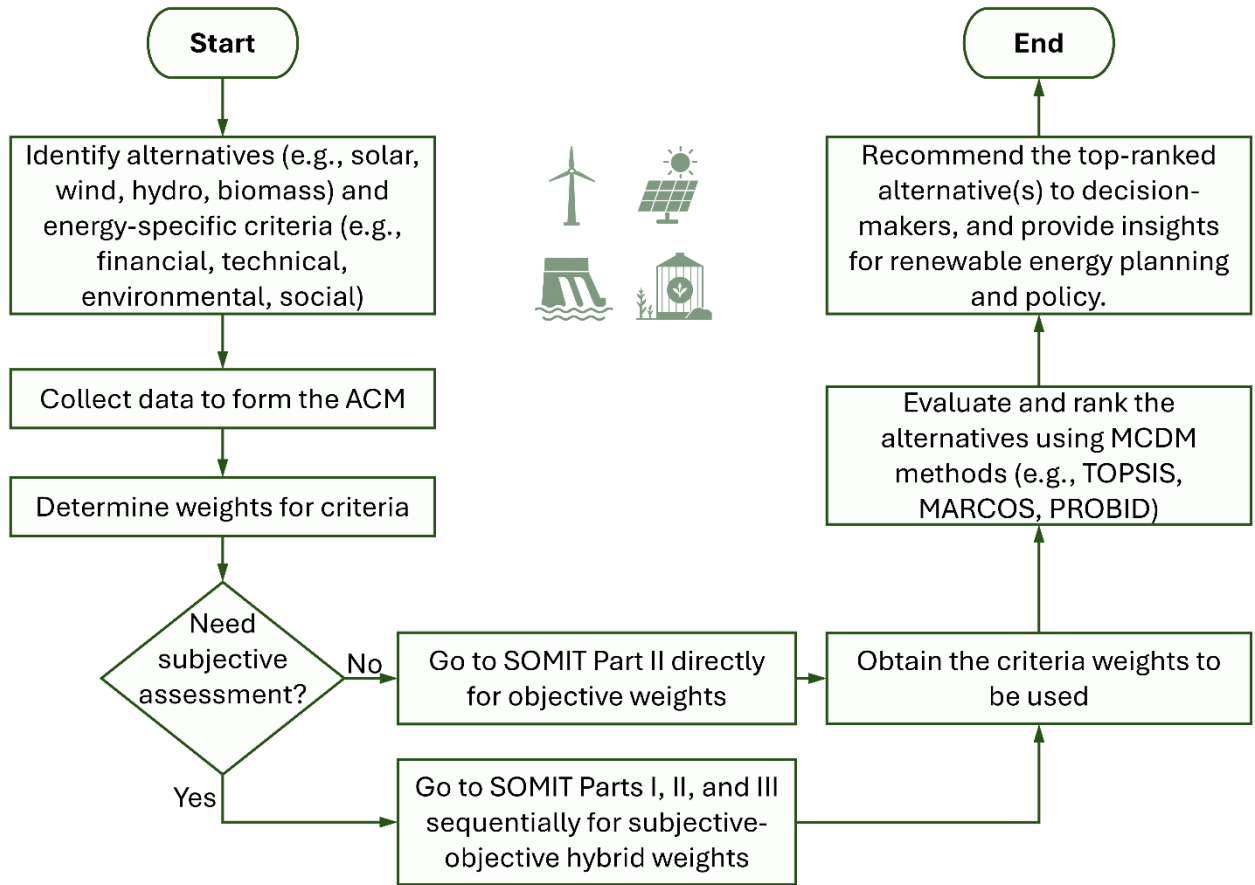 Start
Identify alternatives (e.g., solar,
wind, hydro, biomass) and
energy-specific criteria (e.g.,
financial, technical,
environmental, social)
Collect data to form the ACM
Determine weights for criteria
Need
subjective
assessment?
No
Yes
Go to SOMIT Part II directly
for objective weights
Go to SOMIT Parts I, II, and III
sequentially for subjective-
objective hybrid weights
Obtain the criteria weights to
be used
Evaluate and rank the
alternatives using MCDM
methods (e.g., TOPSIS,
MARCOS, PROBID)
Recommend the top-ranked
alternative(s) to decision-
makers, and provide insights
for renewable energy planning
and policy.
End